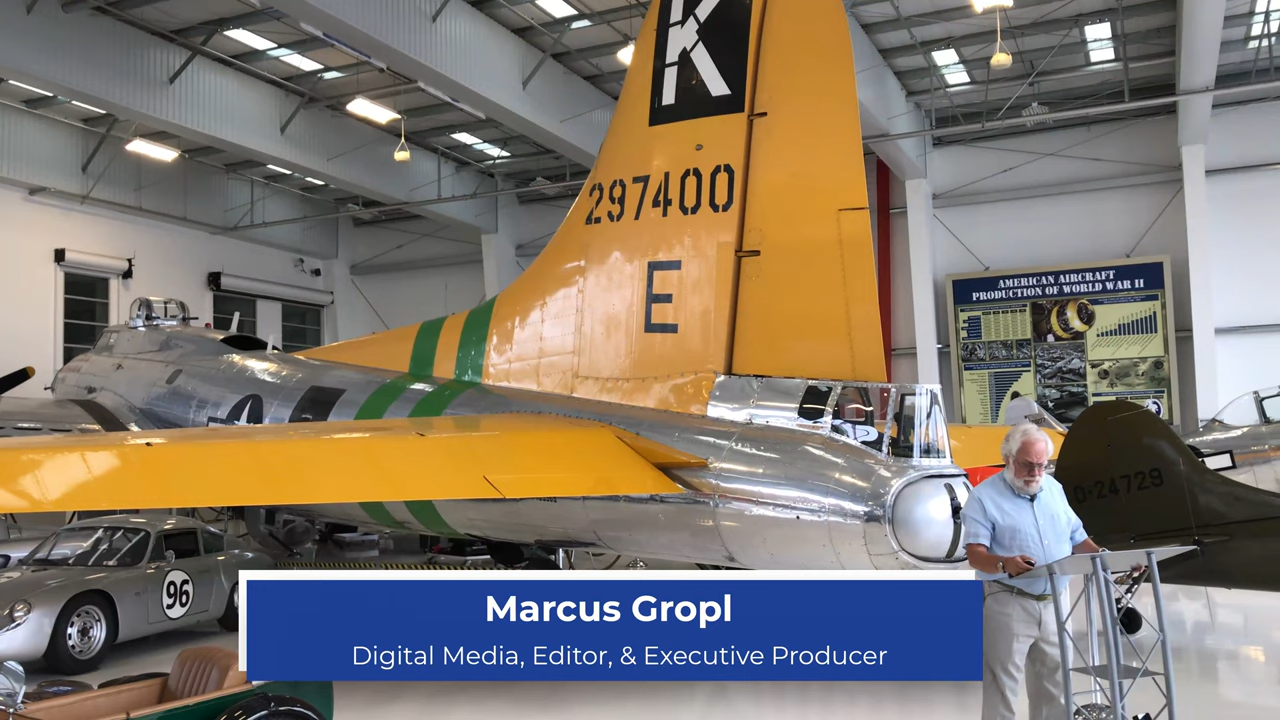 K
297400
E
AMERICAN AIRCRAFT
PRODUCTION OF WORLD WAR II
0-24729
96
Marcus Gropl
Digital Media, Editor, & Executive Producer